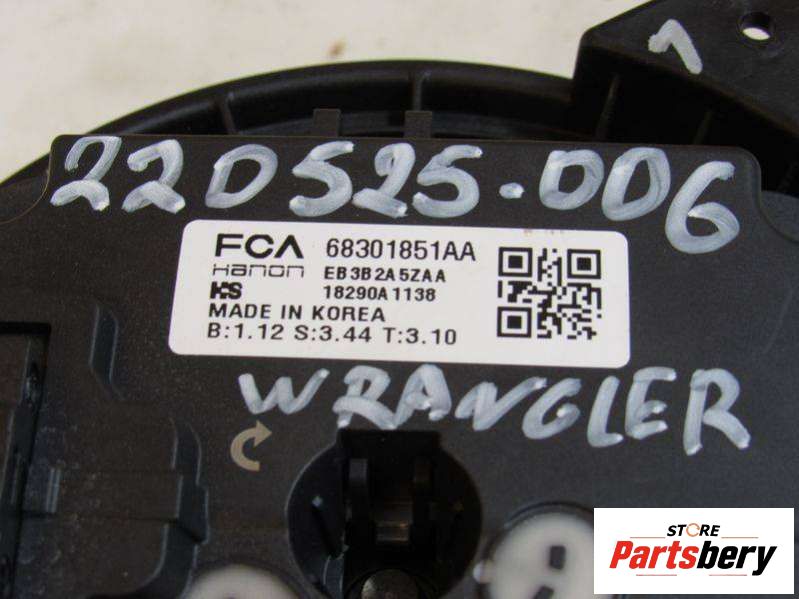 1
220525.006
FCA 68301851AA
Hanon EB3B2A5ZAA
18290A1138
MADE IN KOREA
B:1.12 S:3.44 T:3.10
WRANGLER
STORE
Partsbery